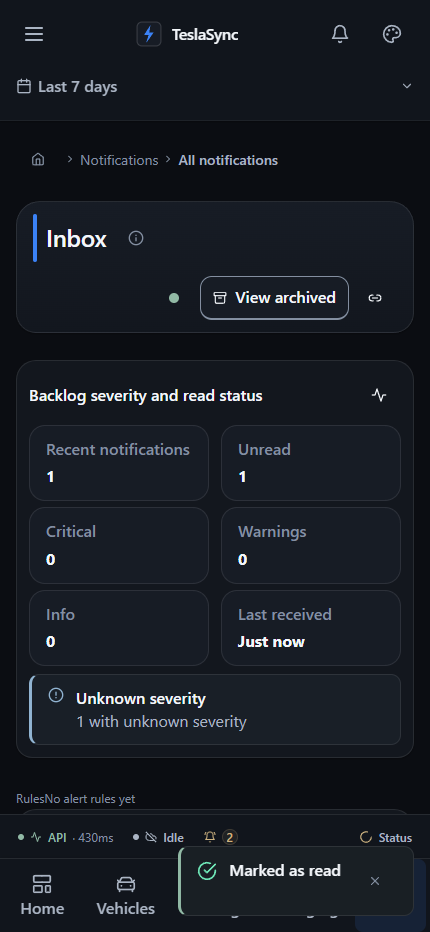 TeslaSync
Last 7 days
Notifications
All notifications
Inbox
View archived
Backlog severity and read status
Recent notifications
1
Unread
1
Critical
0
Warnings
0
Info
0
Last received
Just now
Unknown severity
1 with unknown severity
RulesNo alert rules yet
API · 430ms
Idle
2
Status
Marked as read
Home
Vehicles